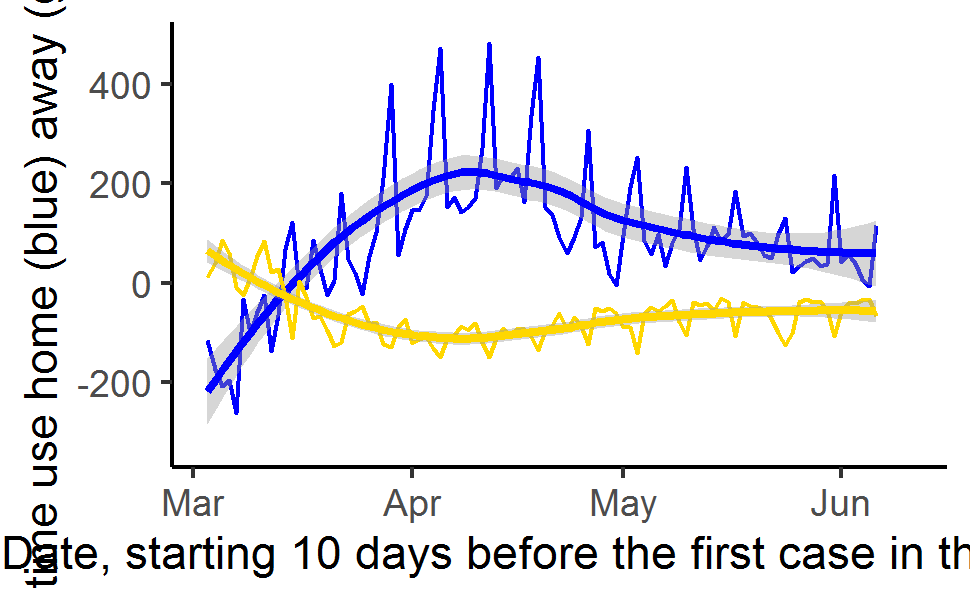 time use home (blue) away (
400
200
0
-200
Mar Apr May Jun
Date, starting 10 days before the first case in th